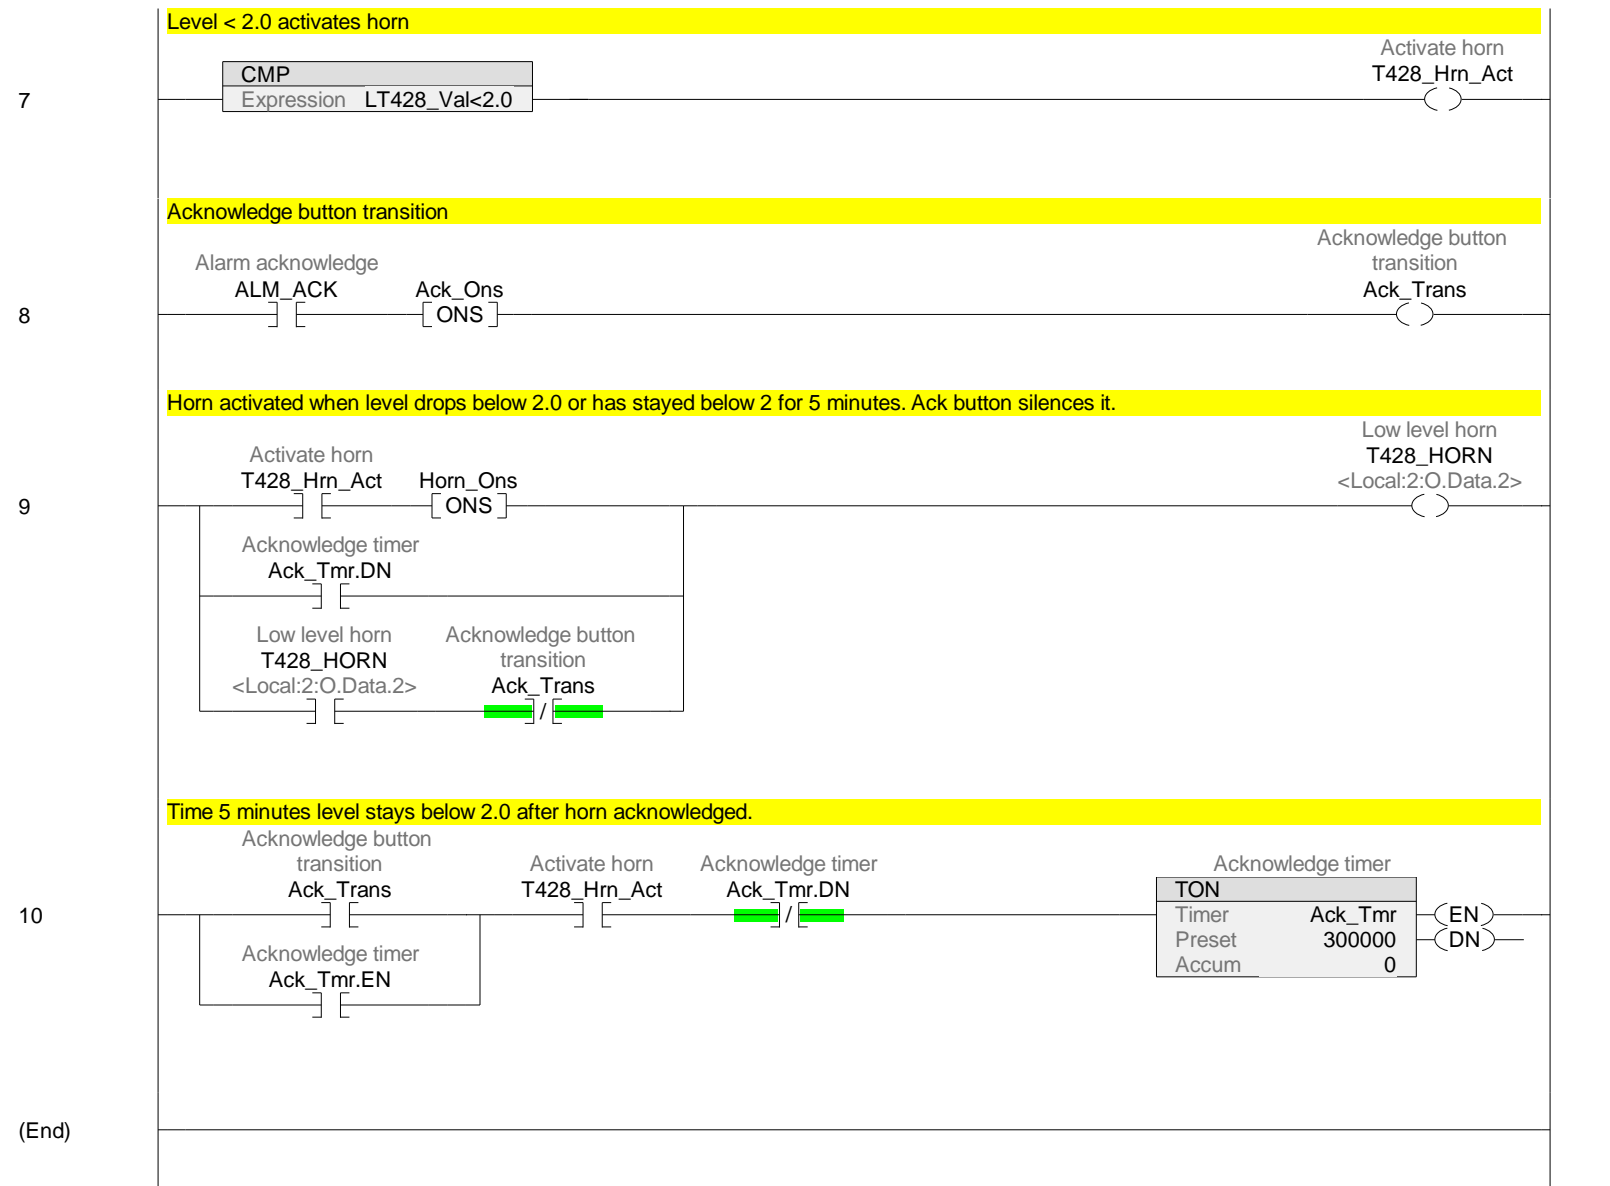 Level < 2.0 activates horn
Activate horn
T428_Hrn_Act
7
CMP
Expression LT428_Val<2.0
Acknowledge button transition
Acknowledge button
transition
Ack_Trans
Alarm acknowledge
ALM_ACK
Ack_Ons
ONS
8
Horn activated when level drops below 2.0 or has stayed below 2 for 5 minutes. Ack button silences it.
Low level horn
T428_HORN
<Local:2:O.Data.2>
Activate horn
T428_Hrn_Act
Horn_Ons
ONS
9
Acknowledge timer
Ack_Tmr.DN
Low level horn
T428_HORN
<Local:2:O.Data.2>
Acknowledge button
transition
Ack_Trans
/
Time 5 minutes level stays below 2.0 after horn acknowledged.
Acknowledge button
transition
Ack_Trans
Activate horn
T428_Hrn_Act
Acknowledge timer
Ack_Tmr.DN
/
Acknowledge timer
TON
Timer Ack_Tmr
Preset 300000
Accum 0
EN
DN
10
Acknowledge timer
Ack_Tmr.EN
(End)